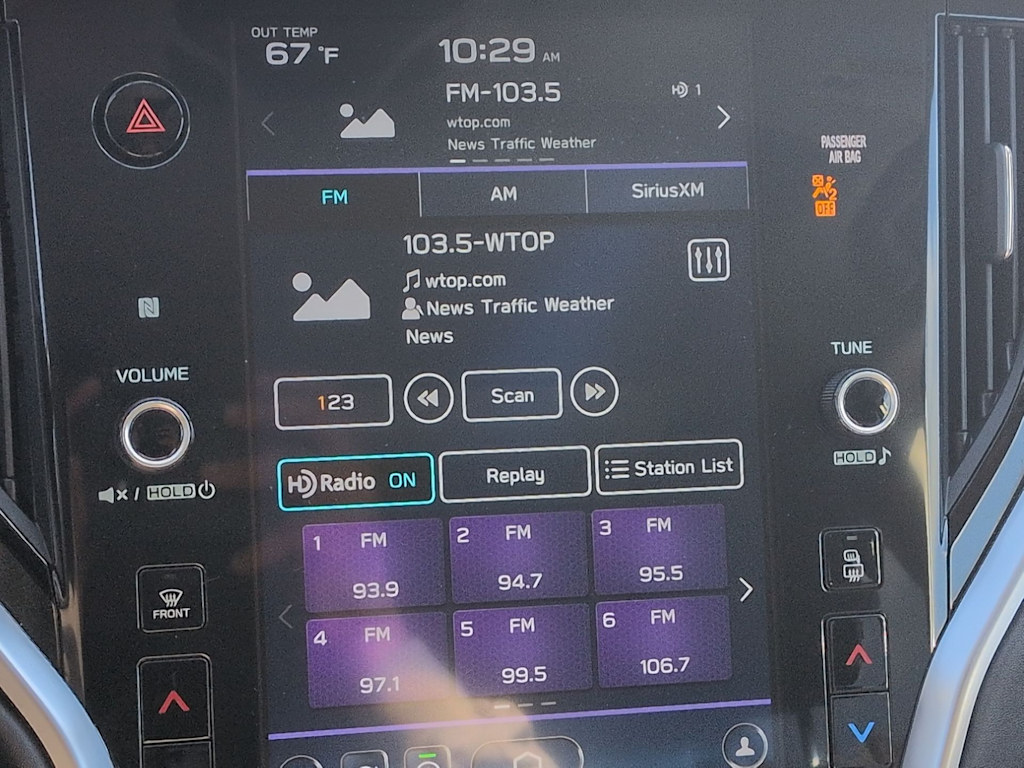 OUT TEMP
67 °F
10:29 AM
FM-103.5
HD 1
wtop.com
News Traffic Weather
PASSENGER
AIR BAG
2
OFF
FM
AM
SiriusXM
103.5-WTOP
wtop.com
News Traffic Weather
News
N
VOLUME
TUNE
123
Scan
HOLD
/ HOLD
HD Radio ON
Replay
Station List
1 FM
93.9
2 FM
94.7
3 FM
95.5
4 FM
97.1
5 FM
99.5
6 FM
106.7
FRONT